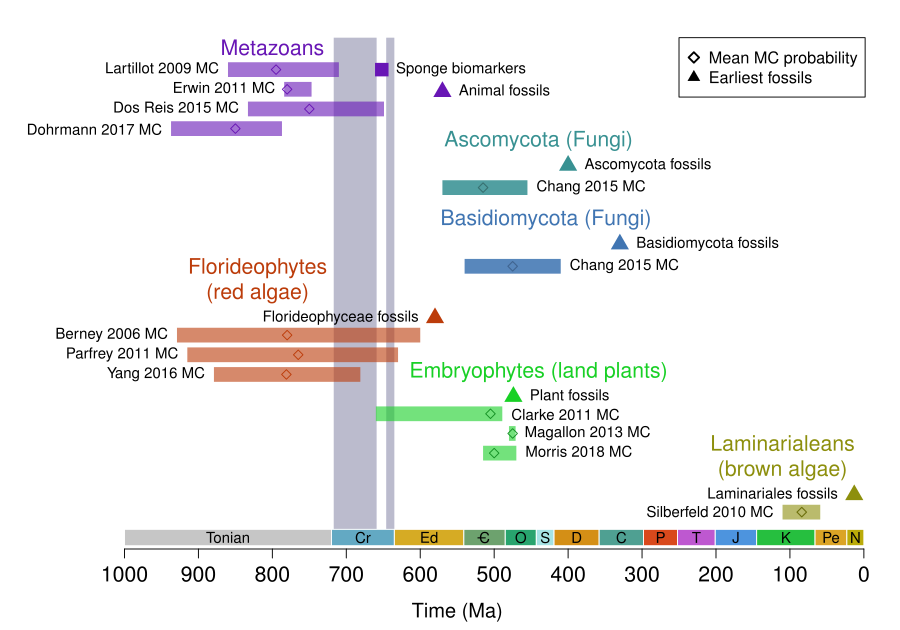 Metazoans
Lartillot 2009 MC
Sponge biomarkers
Erwin 2011 MC
Animal fossils
Dos Reis 2015 MC
Dohrmann 2017 MC
Mean MC probability
Earliest fossils
Ascomycota (Fungi)
Ascomycota fossils
Chang 2015 MC
Basidiomycota (Fungi)
Basidiomycota fossils
Chang 2015 MC
Florideophytes
(red algae)
Florideophyceae fossils
Berney 2006 MC
Parfrey 2011 MC
Yang 2016 MC
Embryophytes (land plants)
Plant fossils
Clarke 2011 MC
Magallon 2013 MC
Morris 2018 MC
Laminarialeans
(brown algae)
Laminariales fossils
Silberfeld 2010 MC
Tonian Cr Ed Ꞓ O S D C P T J K Pe N
1000 900 800 700 600 500 400 300 200 100 0
Time (Ma)